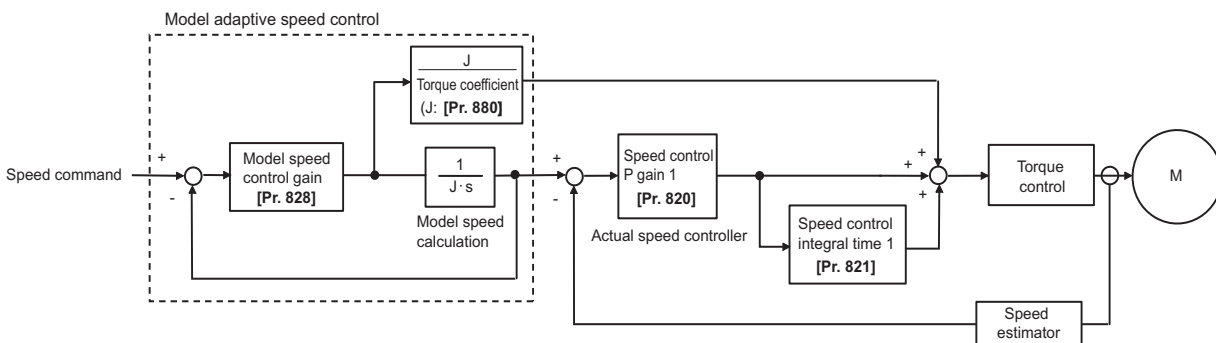 Model adaptive speed control
J
Torque coefficient
(J: [Pr. 880]
Speed command
+
-
Model speed
control gain
[Pr. 828]
1
J·s
Model speed
calculation
+
-
Speed control
P gain 1
[Pr. 820]
Actual speed controller
Speed control
integral time 1
[Pr. 821]
+
+
+
Torque
control
M
Speed
estimator